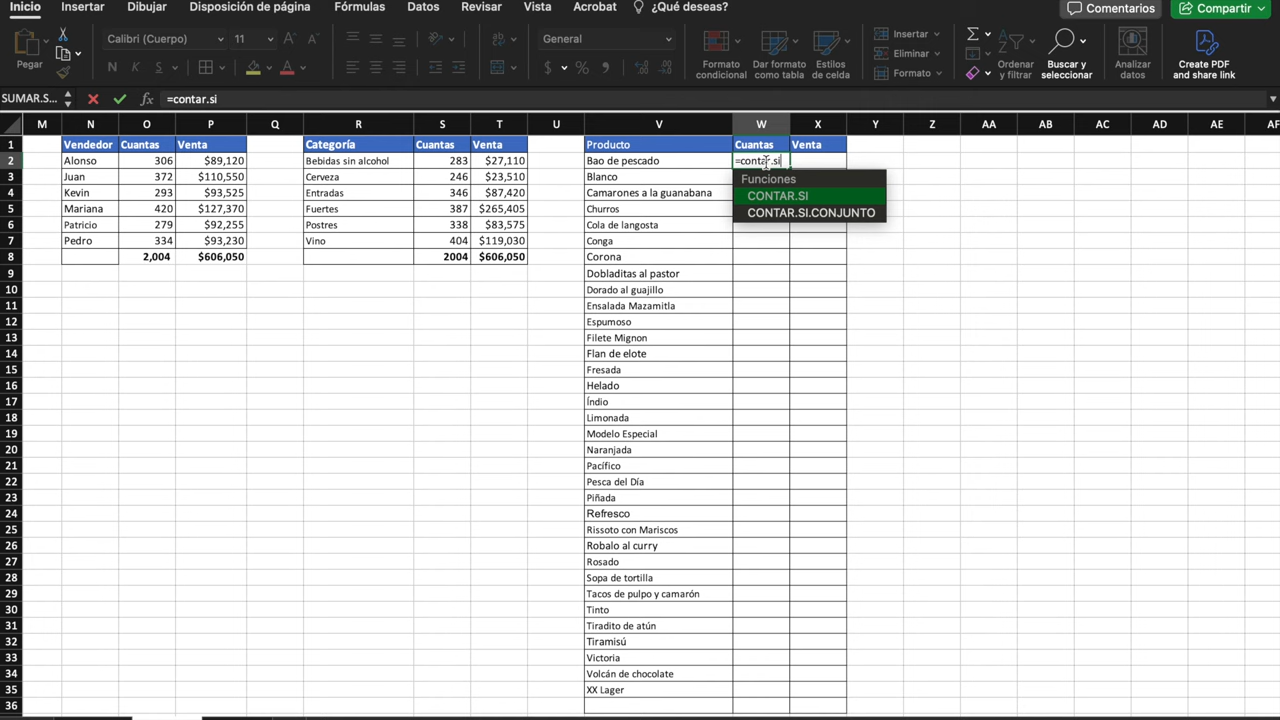 Inicio Insertar Dibujar Disposición de página Fórmulas Datos Revisar Vista Acrobat ¿Qué deseas? Comentarios Compartir
Calibri (Cuerpo) 11 General Insertar
Eliminar
Formato
Pegar N K S $ % Formato condicional Dar formato como tabla Estilos de celda Ordenar y filtrar Buscar y seleccionar Analizar datos Create PDF and share link
SUMAR.S... fx =contar.si
M N O P Q R S T U V W X Y Z AA AB AC AD AE AF
1 Vendedor Cuantas Venta Categoría Cuantas Venta Producto Cuantas Venta
2 Alonso 306 $89,120 Bebidas sin alcohol 283 $27,110 Bao de pescado =contar.si
3 Juan 372 $110,550 Cerveza 246 $23,510 Blanco Funciones
4 Kevin 293 $93,525 Entradas 346 $87,420 Camarones a la guanabana CONTAR.SI
5 Mariana 420 $127,370 Fuertes 387 $265,405 Churros CONTAR.SI.CONJUNTO
6 Patricio 279 $92,255 Postres 338 $83,575 Cola de langosta
7 Pedro 334 $93,230 Vino 404 $119,030 Conga
8 2,004 $606,050 2004 $606,050 Corona
9 Dobladitas al pastor
10 Dorado al guajillo
11 Ensalada Mazamitla
12 Espumoso
13 Filete Mignon
14 Flan de elote
15 Fresada
16 Helado
17 Índio
18 Limonada
19 Modelo Especial
20 Naranjada
21 Pacífico
22 Pesca del Día
23 Piñada
24 Refresco
25 Rissoto con Mariscos
26 Robalo al curry
27 Rosado
28 Sopa de tortilla
29 Tacos de pulpo y camarón
30 Tinto
31 Tiradito de atún
32 Tiramisú
33 Victoria
34 Volcán de chocolate
35 XX Lager
36